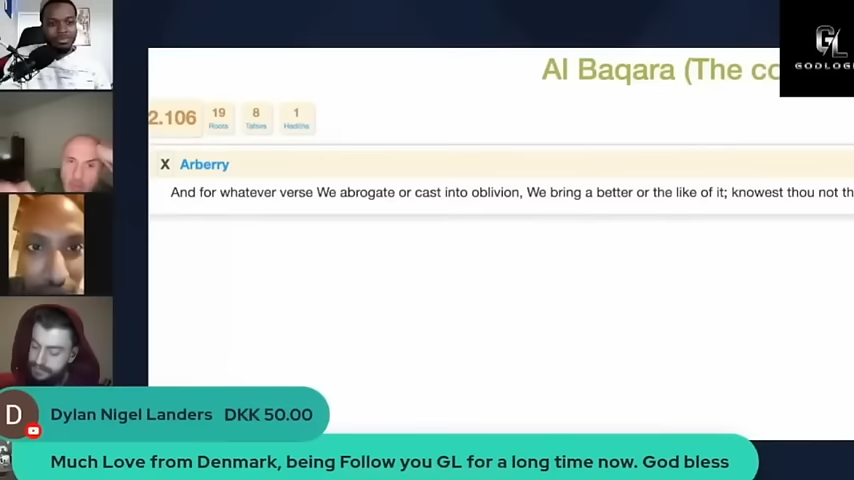 GL
GODLOGI
Al Baqara (The co
2.106
19
8
1
Roots
Tafsirs
Hadiths
X Arberry
And for whatever verse We abrogate or cast into oblivion, We bring a better or the like of it; knowest thou not th
D
Dylan Nigel Landers DKK 50.00
Much Love from Denmark, being Follow you GL for a long time now. God bless